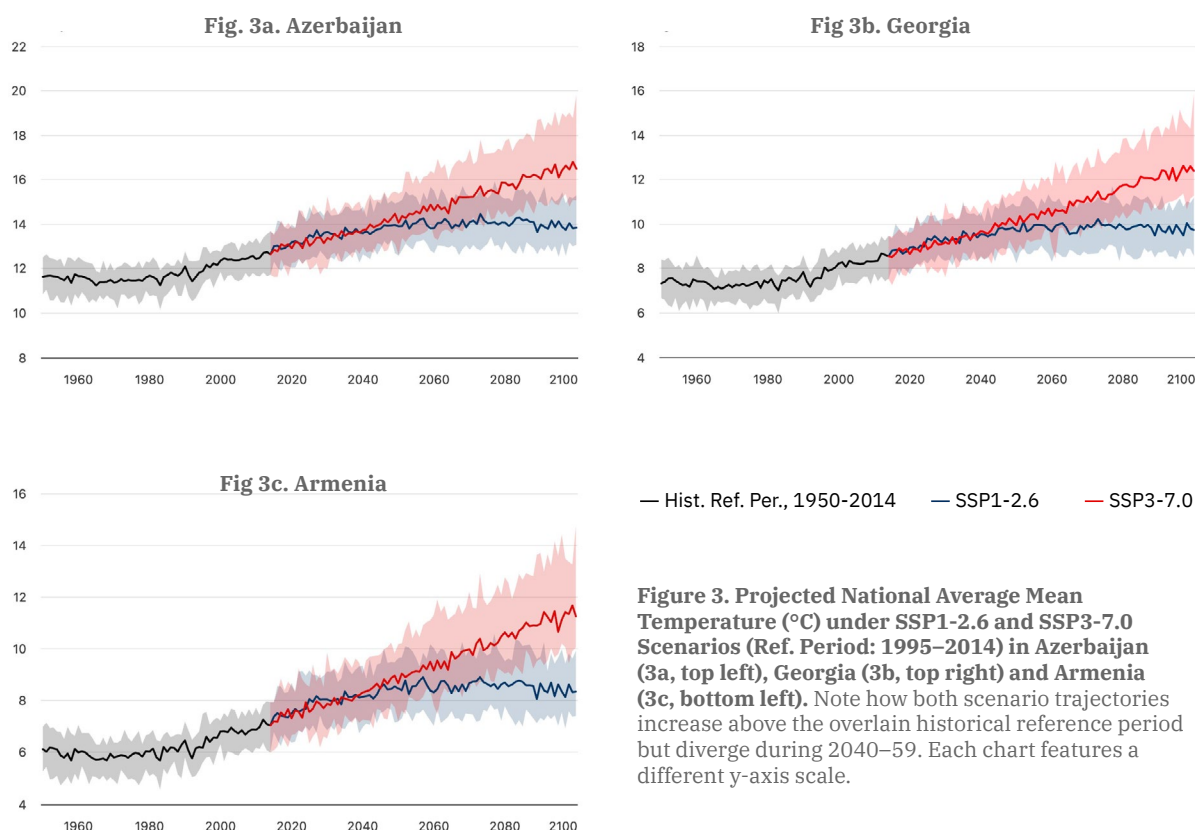 Fig. 3a. Azerbaijan
22
20
18
16
14
12
10
8
1960 1980 2000 2020 2040 2060 2080 2100
Fig 3b. Georgia
18
16
14
12
10
8
6
4
1960 1980 2000 2020 2040 2060 2080 2100
Fig 3c. Armenia
16
14
12
10
8
6
4
1960 1980 2000 2020 2040 2060 2080 2100
Hist. Ref. Per., 1950-2014 SSP1-2.6 SSP3-7.0
Figure 3. Projected National Average Mean
Temperature (°C) under SSP1-2.6 and SSP3-7.0
Scenarios (Ref. Period: 1995–2014) in Azerbaijan
(3a, top left), Georgia (3b, top right) and Armenia
(3c, bottom left). Note how both scenario trajectories
increase above the overlain historical reference period
but diverge during 2040–59. Each chart features a
different y-axis scale.